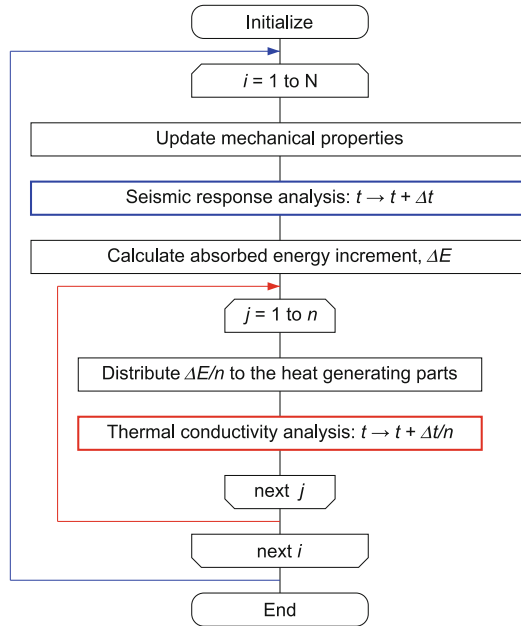 Initialize
i = 1 to N
Update mechanical properties
Seismic response analysis: t → t + Δt
Calculate absorbed energy increment, ΔE
j = 1 to n
Distribute ΔE/n to the heat generating parts
Thermal conductivity analysis: t → t + Δt/n
next j
next i
End